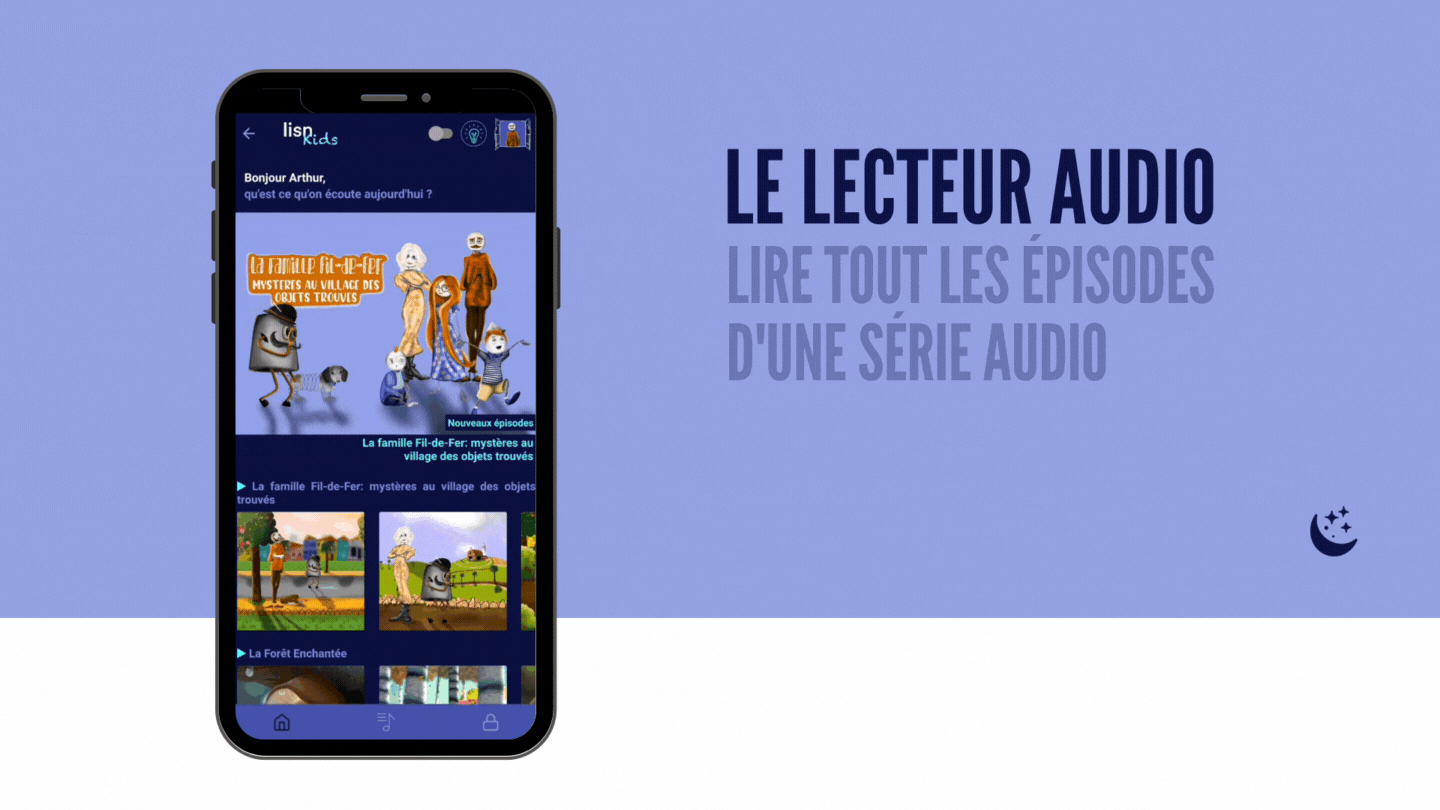 lisn
Kids
Bonjour Arthur,
qu'est ce qu'on écoute aujourd'hui ?
La famille fil-de-fer
MYSTERES AU VILLAGE DES
OBJETS TROUVES
Nouveaux épisodes
La famille Fil-de-Fer: mystères au
village des objets trouvés
La famille Fil-de-Fer: mystères au village des objets
trouvés
La Forêt Enchantée
LE LECTEUR AUDIO
LIRE TOUT LES ÉPISODES
D'UNE SÉRIE AUDIO